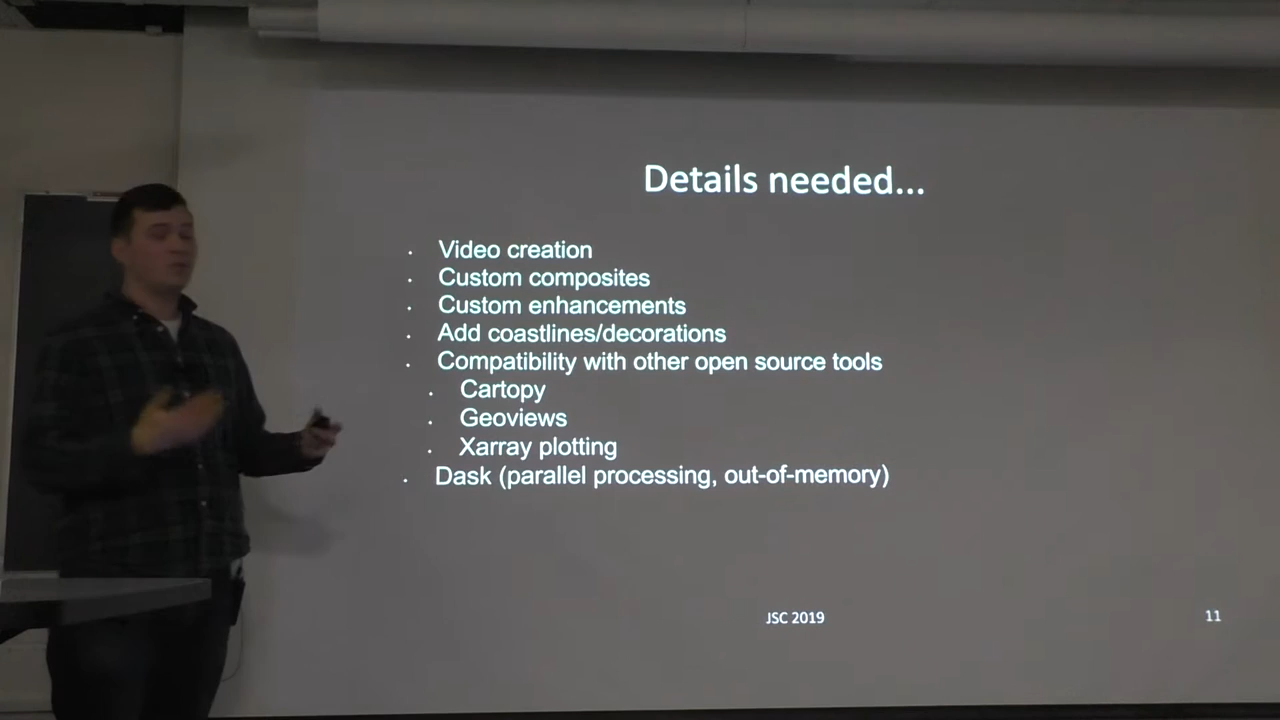 Details needed...
· Video creation
· Custom composites
· Custom enhancements
· Add coastlines/decorations
· Compatibility with other open source tools
· Cartopy
· Geoviews
· Xarray plotting
· Dask (parallel processing, out-of-memory)
JSC 2019
11